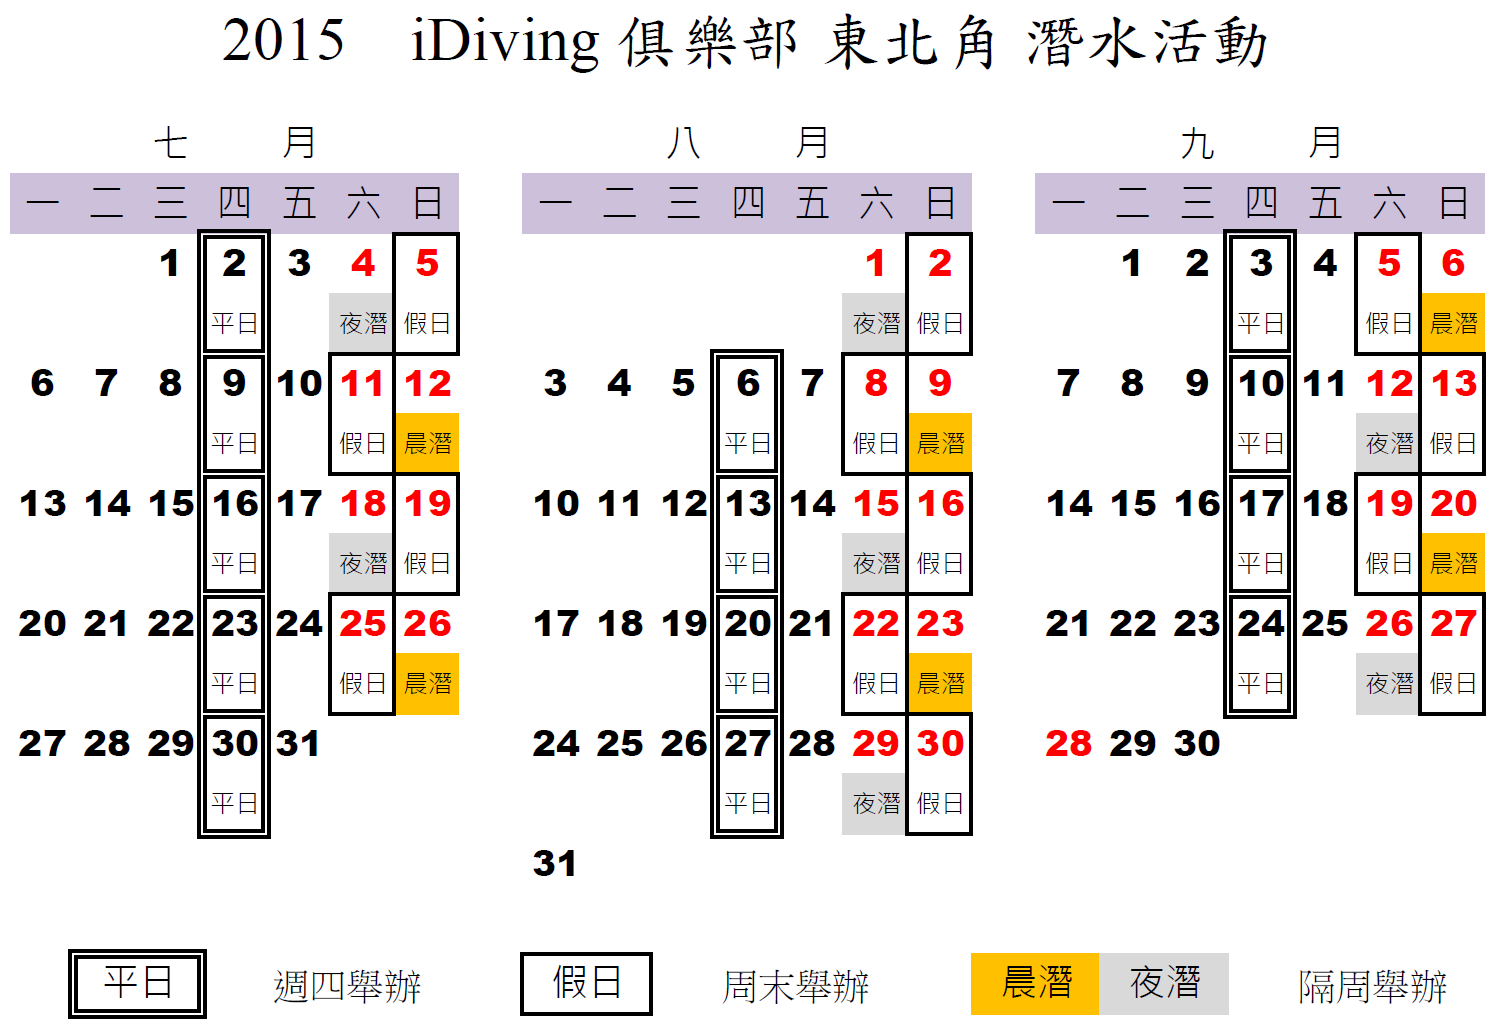 2015 iDiving 俱樂部 東北角 潛水活動
七 月
一 二 三 四 五 六 日
1 2 3 4 5
平日 夜潛 假日
6 7 8 9 10 11 12
平日 假日 晨潛
13 14 15 16 17 18 19
平日 夜潛 假日
20 21 22 23 24 25 26
平日 假日 晨潛
27 28 29 30 31
平日
八 月
一 二 三 四 五 六 日
1 2
夜潛 假日
3 4 5 6 7 8 9
平日 假日 晨潛
10 11 12 13 14 15 16
平日 夜潛 假日
17 18 19 20 21 22 23
平日 假日 晨潛
24 25 26 27 28 29 30
平日 夜潛 假日
31
九 月
一 二 三 四 五 六 日
1 2 3 4 5 6
平日 假日 晨潛
7 8 9 10 11 12 13
平日 夜潛 假日
14 15 16 17 18 19 20
平日 假日 晨潛
21 22 23 24 25 26 27
平日 夜潛 假日
28 29 30
平日 週四舉辦 假日 周末舉辦 晨潛 夜潛 隔周舉辦